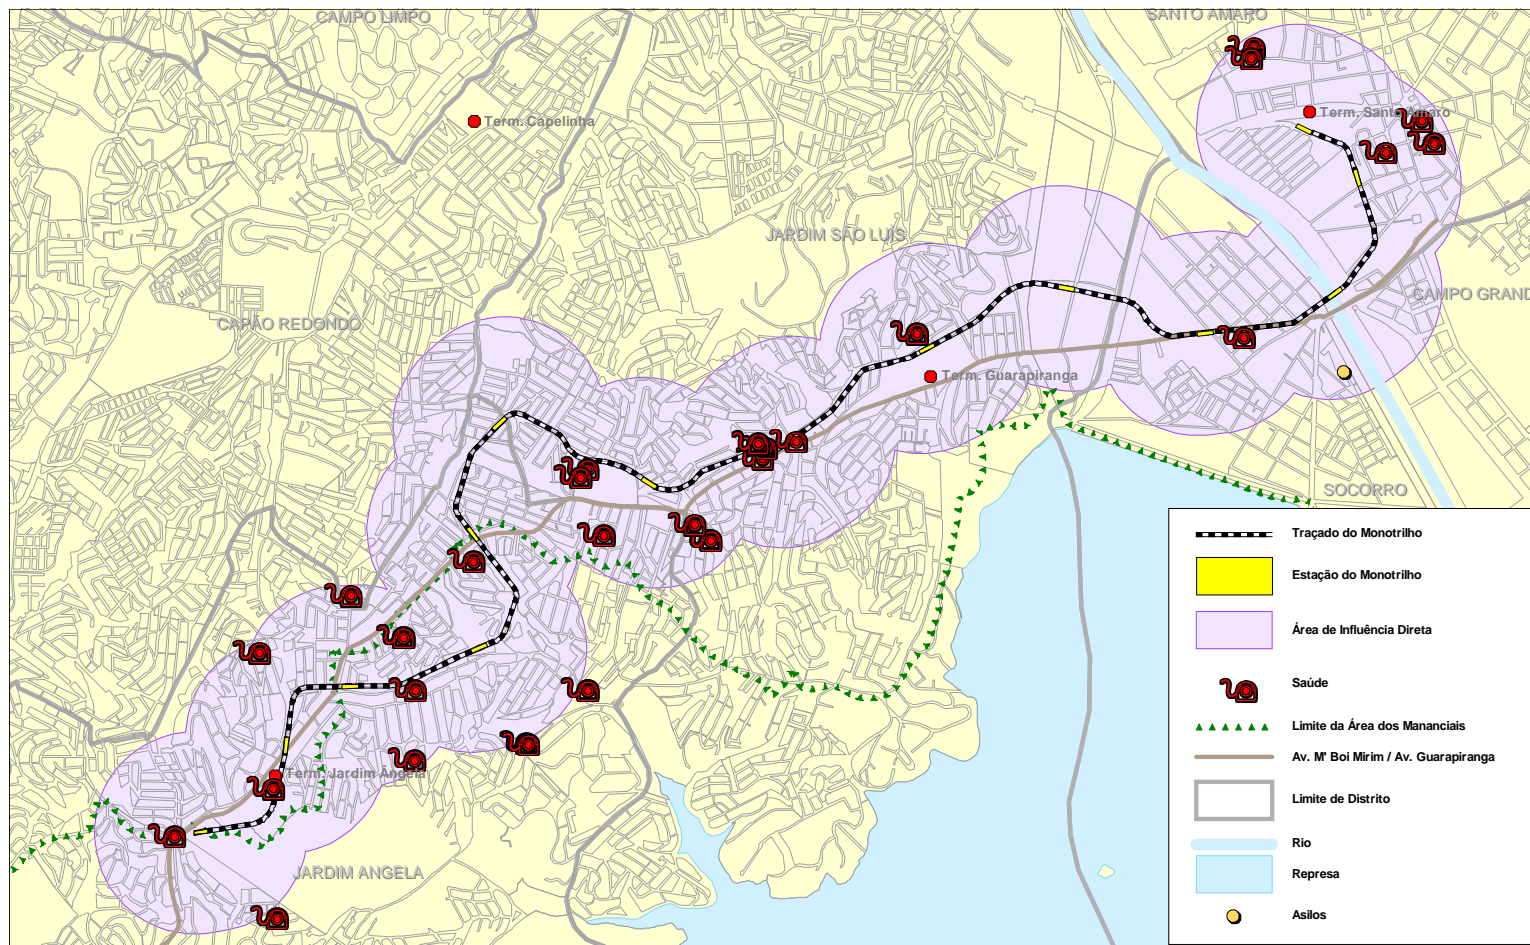 CAMPO LIMPO
SANTO AMARO
Term. Capelinha
Term. Santo Amaro
JARDIM SÃO LUÍS
CAMPO GRAND
CAPÃO REDONDO
Term. Guarapiranga
SOCORRO
Traçado do Monotrilho
Estação do Monotrilho
Área de Influência Direta
Saúde
Limite da Área dos Mananciais
Av. M' Boi Mirim / Av. Guarapiranga
Term. Jardim Ângela
Limite de Distrito
Rio
JARDIM ANGELA
Represa
Asilos